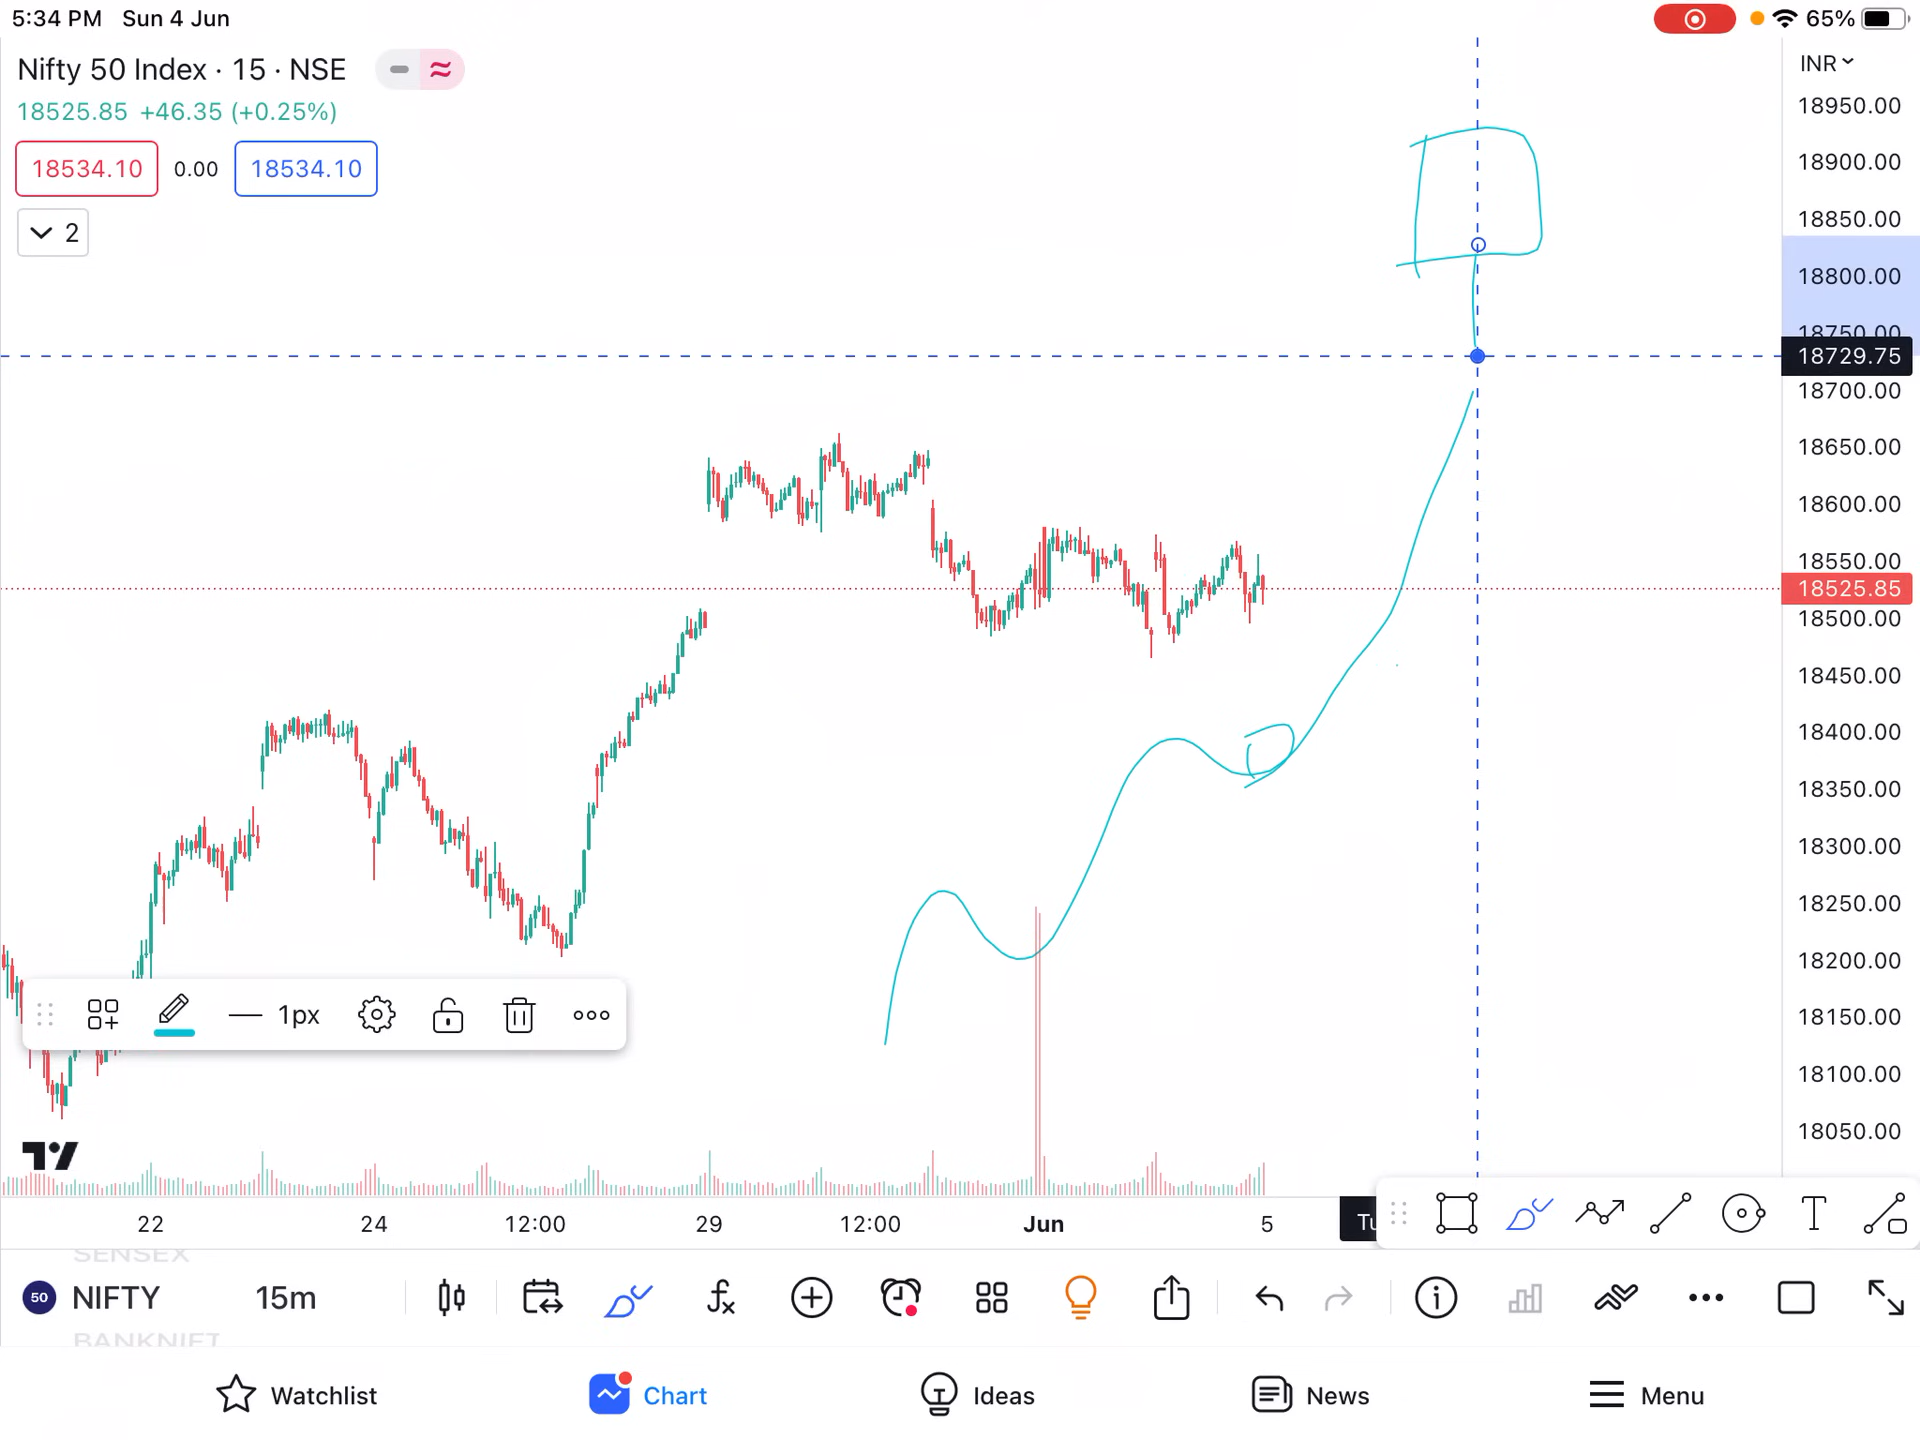 5:34 PM Sun 4 Jun
65%
Nifty 50 Index · 15 · NSE
INR
18525.85 +46.35 (+0.25%)
18534.10 0.00 18534.10
2
18950.00
18900.00
18850.00
18800.00
18750.00
18729.75
18700.00
18650.00
18600.00
18550.00
18525.85
18500.00
18450.00
18400.00
18350.00
18300.00
18250.00
18200.00
18150.00
18100.00
18050.00
1px
22 24 12:00 29 12:00 Jun 5 Tu
T
SENSEX
50 NIFTY 15m
BANKNIFT
Watchlist Chart Ideas News Menu